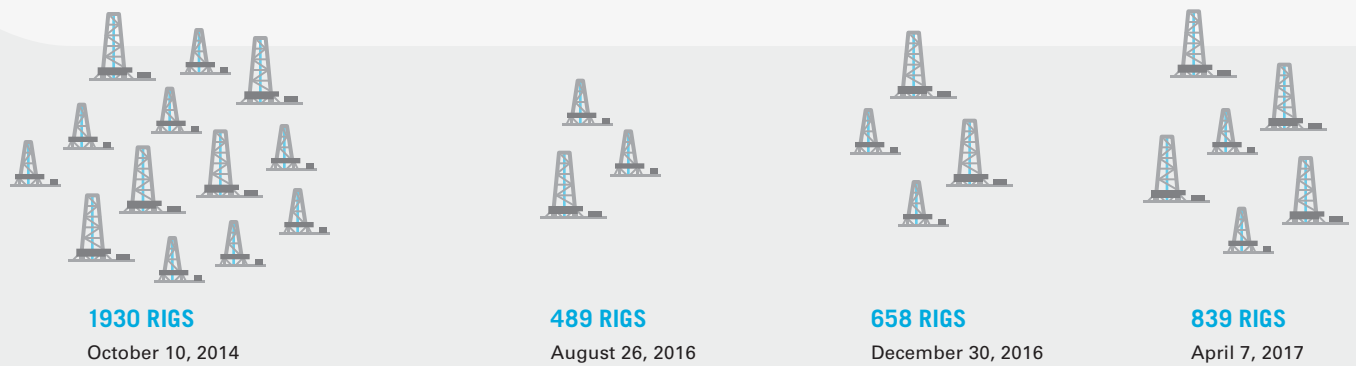 1930 RIGS
October 10, 2014
489 RIGS
August 26, 2016
658 RIGS
December 30, 2016
839 RIGS
April 7, 2017